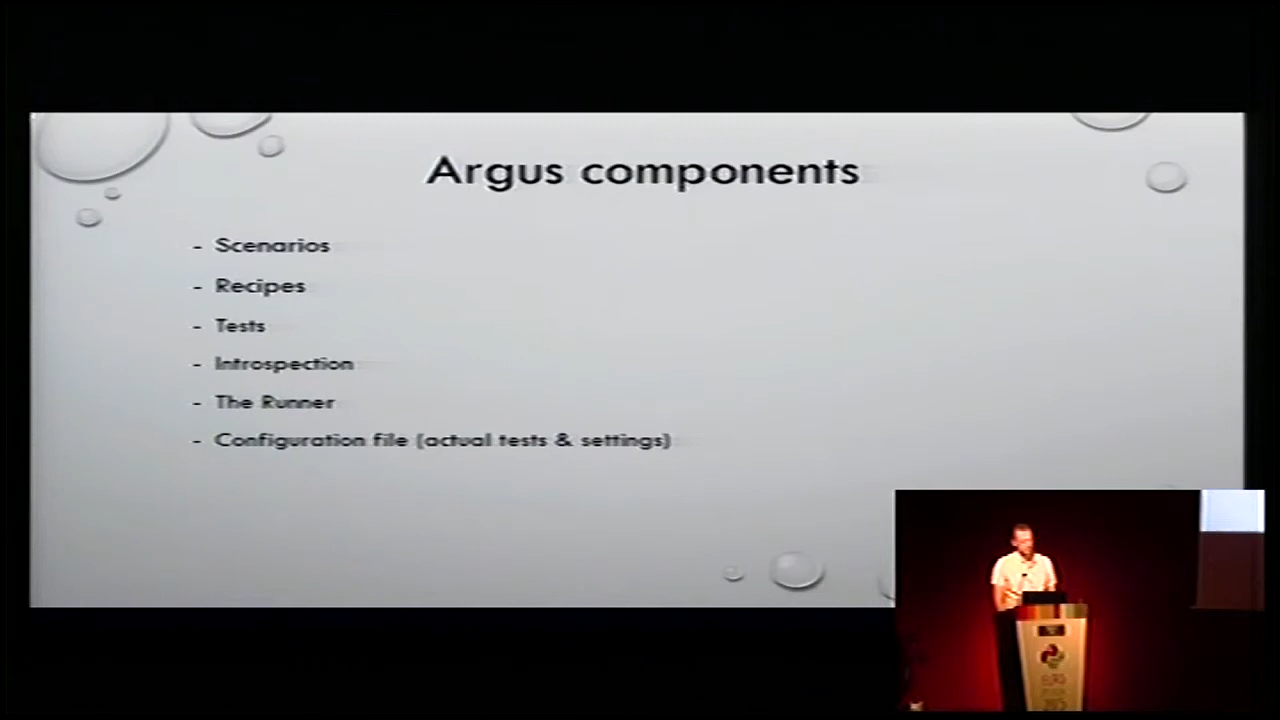 Argus components
- Scenarios
- Recipes
- Tests
- Introspection
- The Runner
- Configuration file (actual tests & settings)